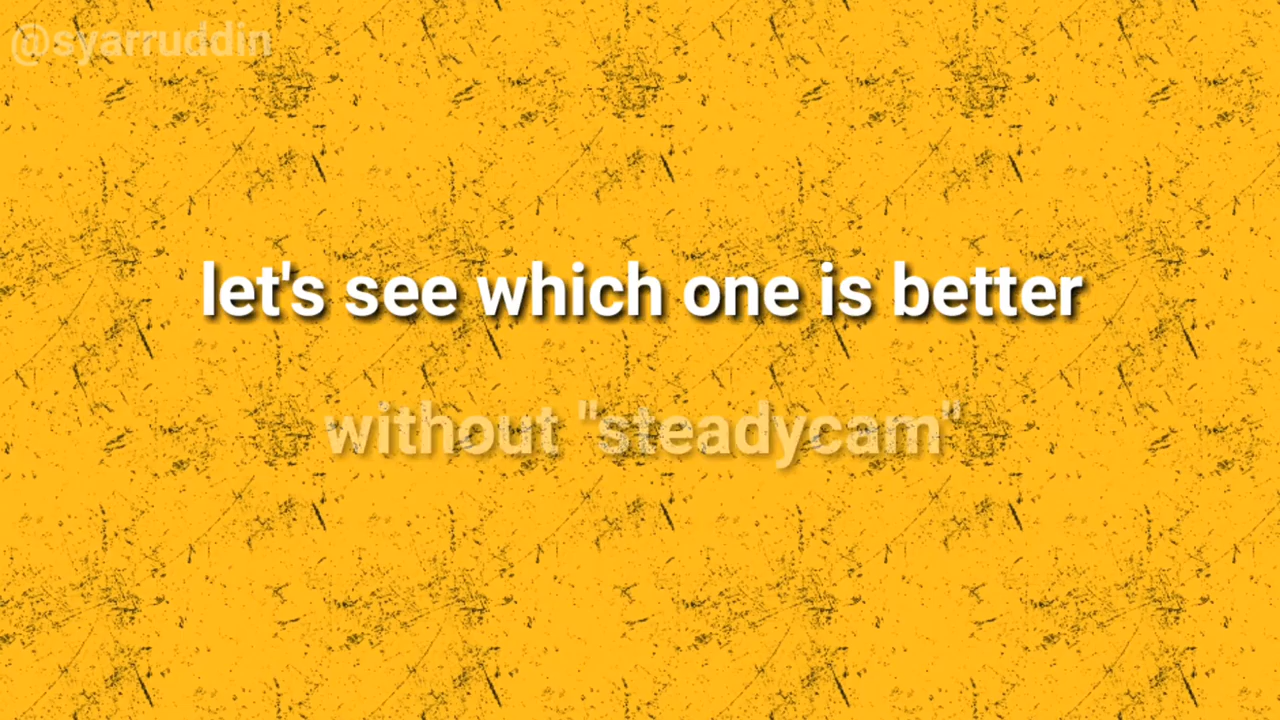 @syarruddin
let's see which one is better
without "steadycam"